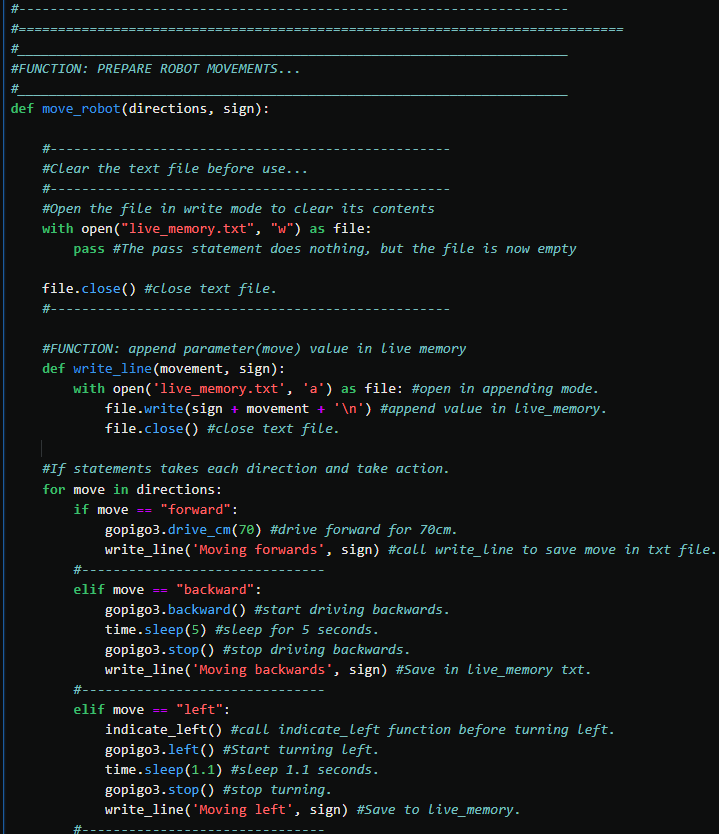 #----------------------------------------------------------------------
#=============================================================================
#______________________________________________________________________
#FUNCTION: PREPARE ROBOT MOVEMENTS...
#______________________________________________________________________
def move_robot(directions, sign):
    #---------------------------------------------------
    #Clear the text file before use...
    #---------------------------------------------------
    #Open the file in write mode to clear its contents
    with open("live_memory.txt", "w") as file:
        pass #The pass statement does nothing, but the file is now empty
    file.close() #close text file.
    #---------------------------------------------------
    #FUNCTION: append parameter(move) value in live memory
    def write_line(movement, sign):
        with open('live_memory.txt', 'a') as file: #open in appending mode.
            file.write(sign + movement + '\n') #append value in live_memory.
            file.close() #close text file.
    #If statements takes each direction and take action.
    for move in directions:
        if move == "forward":
            gopigo3.drive_cm(70) #drive forward for 70cm.
            write_line('Moving forwards', sign) #call write_line to save move in txt file.
        #-------------------------------
        elif move == "backward":
            gopigo3.backward() #start driving backwards.
            time.sleep(5) #sleep for 5 seconds.
            gopigo3.stop() #stop driving backwards.
            write_line('Moving backwards', sign) #Save in live_memory txt.
        #-------------------------------
        elif move == "left":
            indicate_left() #call indicate_left function before turning left.
            gopigo3.left() #Start turning left.
            time.sleep(1.1) #sleep 1.1 seconds.
            gopigo3.stop() #stop turning.
            write_line('Moving left', sign) #Save to live_memory.
        #-------------------------------